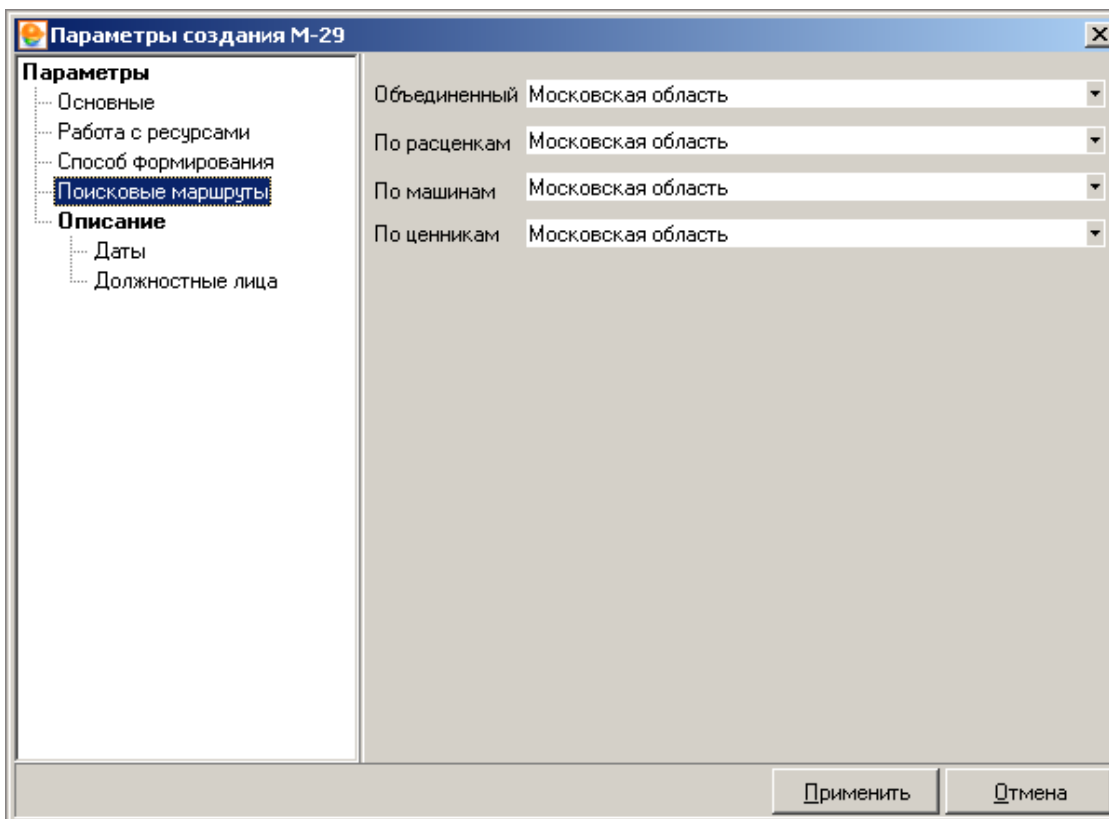 Параметры создания М-29
Параметры
Основные
Работа с ресурсами
Способ формирования
Поисковые маршруты
Описание
Даты
Должностные лица
Объединенный Московская область
По расценкам Московская область
По машинам Московская область
По ценникам Московская область
Применить Отмена